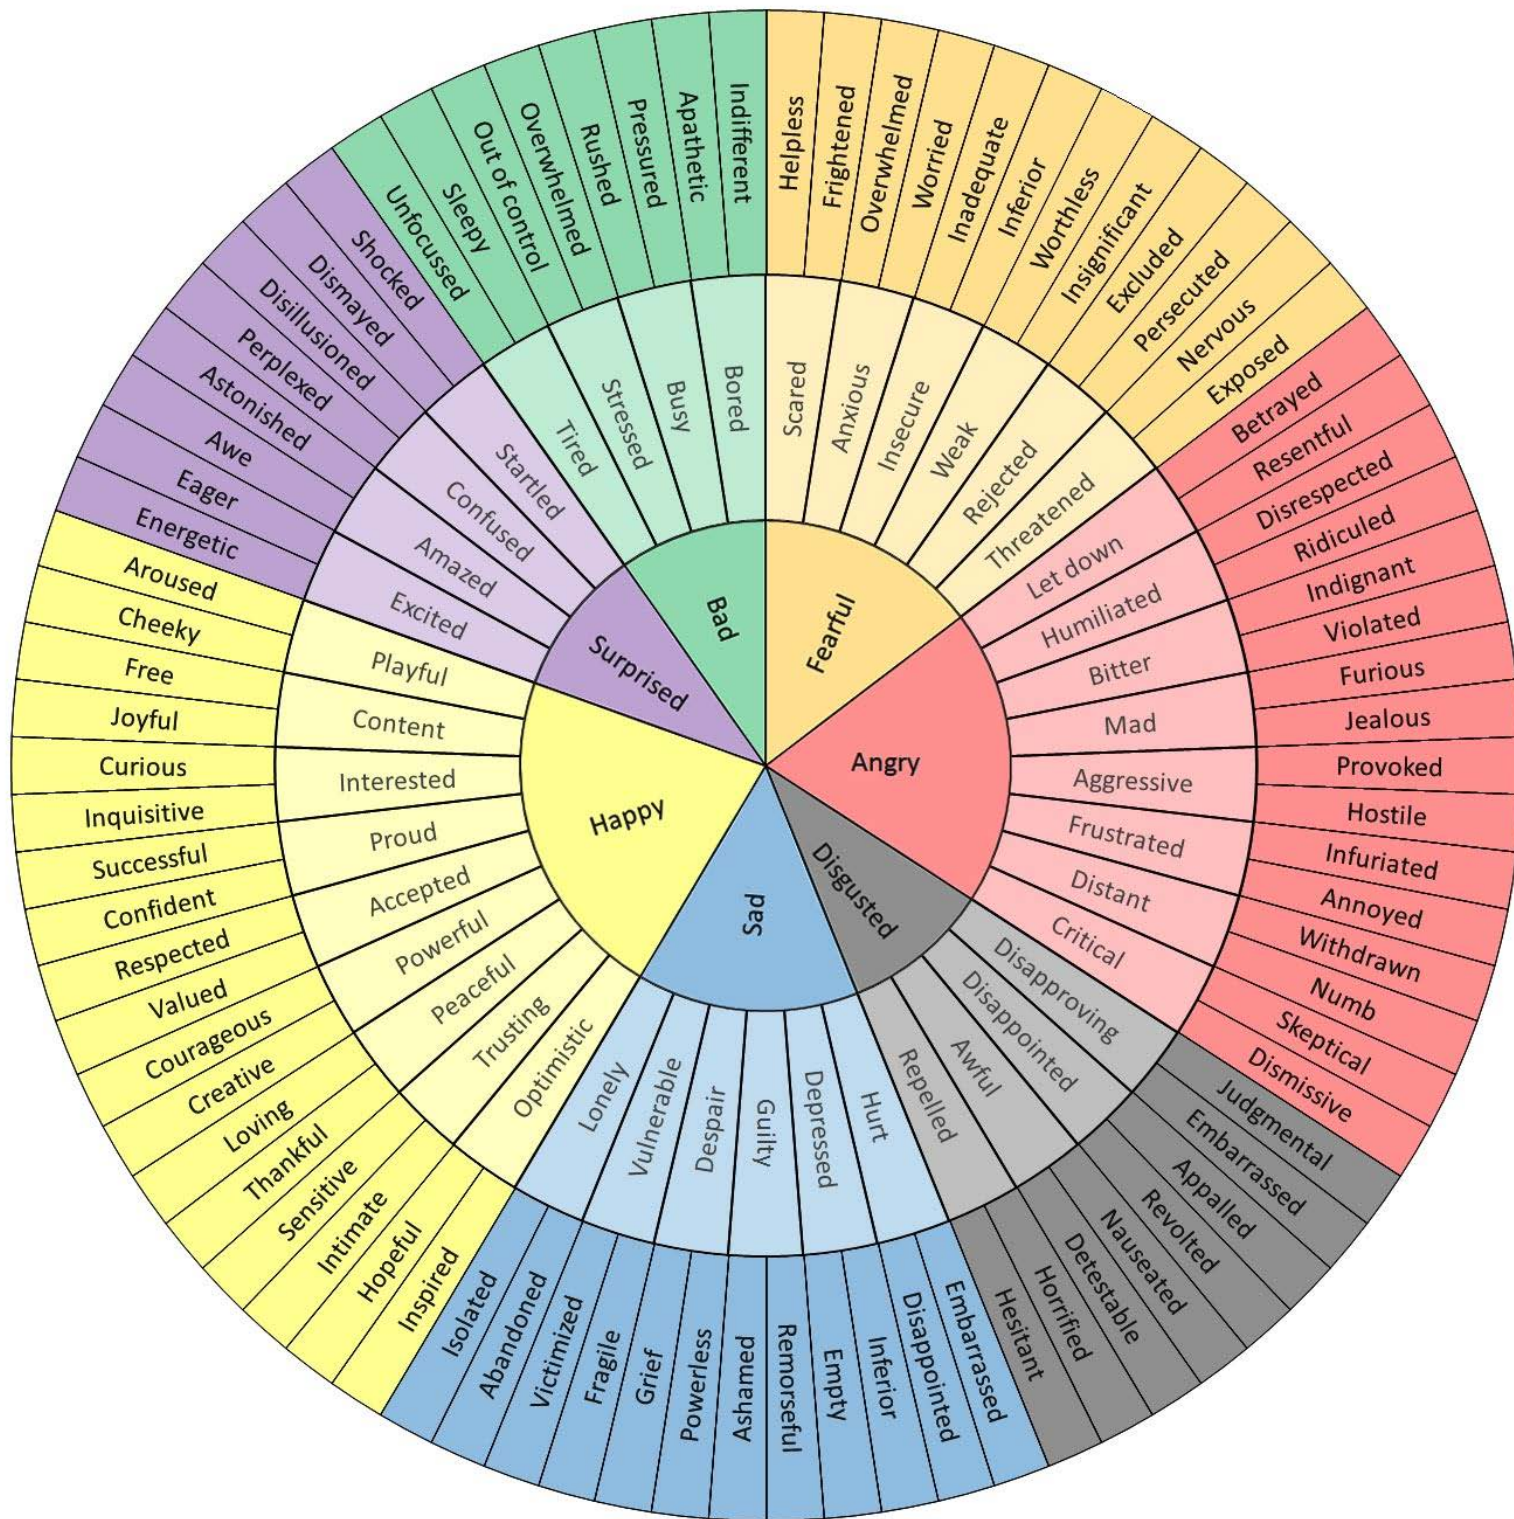 Fearful
Angry
Disgusted
Sad
Happy
Surprised
Bad
Scared
Anxious
Insecure
Weak
Rejected
Threatened
Let down
Humiliated
Bitter
Mad
Aggressive
Frustrated
Distant
Critical
Disapproving
Disappointed
Awful
Repelled
Hurt
Depressed
Guilty
Despair
Vulnerable
Lonely
Optimistic
Trusting
Peaceful
Powerful
Accepted
Proud
Interested
Content
Playful
Excited
Amazed
Confused
Startled
Tired
Stressed
Busy
Bored
Helpless
Frightened
Overwhelmed
Worried
Inadequate
Inferior
Worthless
Insignificant
Excluded
Persecuted
Nervous
Exposed
Betrayed
Resentful
Disrespected
Ridiculed
Indignant
Violated
Furious
Jealous
Provoked
Hostile
Infuriated
Annoyed
Withdrawn
Numb
Skeptical
Dismissive
Judgmental
Embarrassed
Appalled
Revolted
Nauseated
Detestable
Horrified
Hesitant
Embarrassed
Disappointed
Inferior
Empty
Remorseful
Ashamed
Powerless
Grief
Fragile
Victimized
Abandoned
Isolated
Inspired
Hopeful
Intimate
Sensitive
Thankful
Loving
Creative
Courageous
Valued
Respected
Confident
Successful
Inquisitive
Curious
Joyful
Free
Cheeky
Aroused
Energetic
Eager
Awe
Astonished
Perplexed
Disillusioned
Dismayed
Shocked
Unfocussed
Sleepy
Out of control
Overwhelmed
Rushed
Pressured
Apathetic
Indifferent